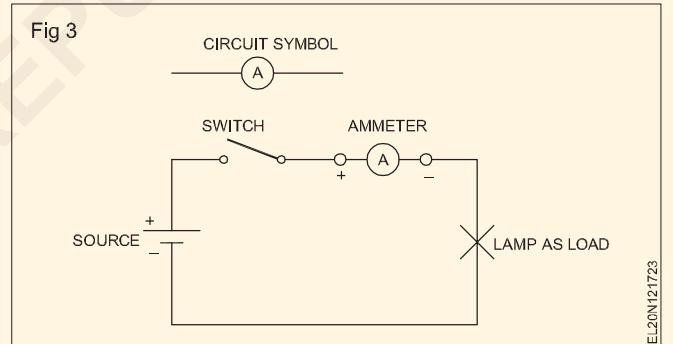 Fig 3
CIRCUIT SYMBOL
A
SWITCH AMMETER
A
+ –
+
SOURCE
–
LAMP AS LOAD
EL20N121723